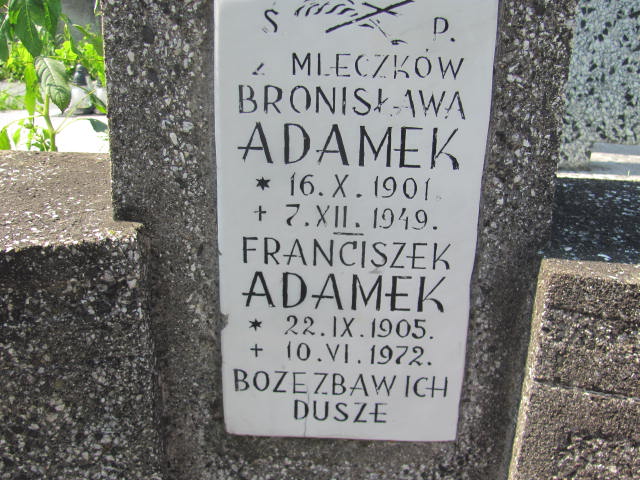 Ś P.
Z MLECZKÓW
BRONISŁAWA
ADAMEK
* 16.X.1901.
+ 7.XII.1949.
FRANCISZEK
ADAMEK
* 22.IX.1905.
+ 10.VI.1972.
BOZE ZBAW ICH
DUSZE